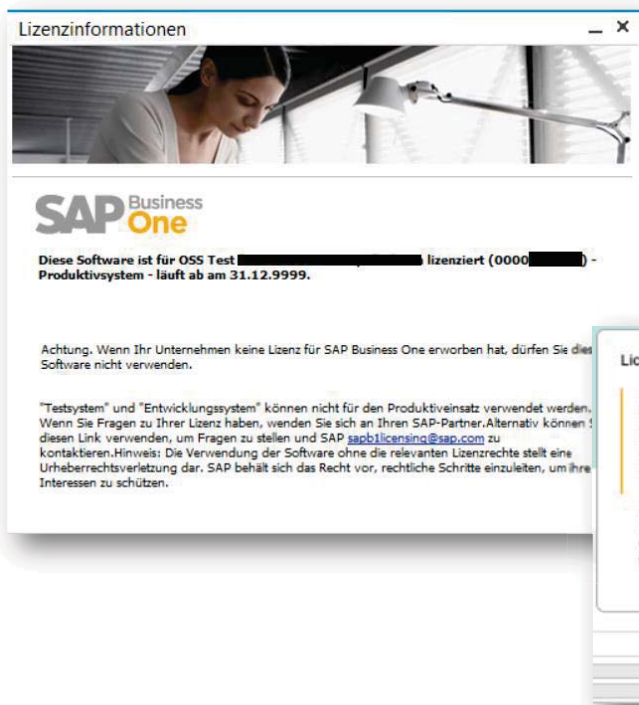 Lizenzinformationen
SAP Business One
Diese Software ist für OSS Test lizenziert (0000 ) -
Produktivsystem - läuft ab am 31.12.9999.
Achtung. Wenn Ihr Unternehmen keine Lizenz für SAP Business One erworben hat, dürfen Sie
Software nicht verwenden.
"Testsystem" und "Entwicklungssystem" können nicht für den Produktiveinsatz verwendet werden.
Wenn Sie Fragen zu Ihrer Lizenz haben, wenden Sie sich an Ihren SAP-Partner.Alternativ können
diesen Link verwenden, um Fragen zu stellen und SAP sapb1licensing@sap.com zu
kontaktieren.Hinweis: Die Verwendung der Software ohne die relevanten Lizenzrechte stellt eine
Urheberrechtsverletzung dar. SAP behält sich das Recht vor, rechtliche Schritte einzuleiten, um ihre
Interessen zu schützen.